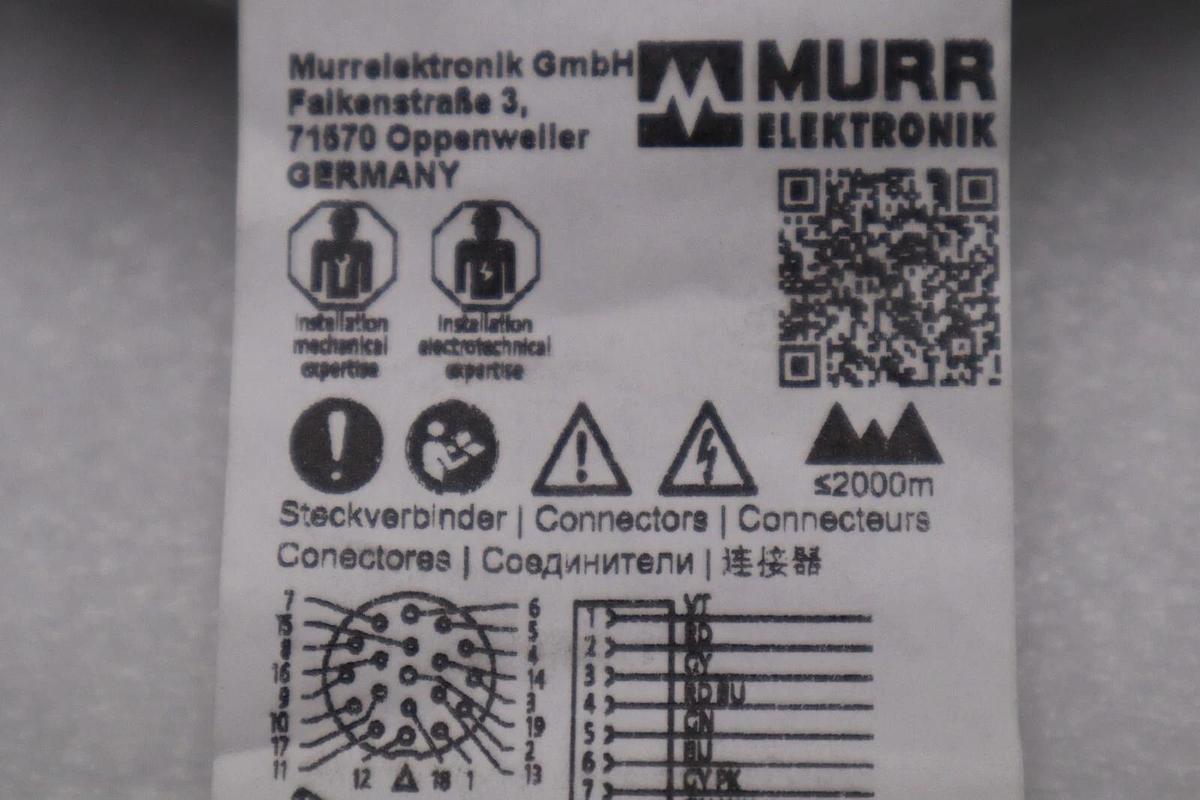 Murrelektronik GmbH
Falkenstraße 3,
71570 Oppenweiler
GERMANY
MURR
ELEKTRONIK
Installation
mechanical
expertise
Installation
electrotechnical
expertise
≤2000m
Steckverbinder | Connectors | Connecteurs
Conectores | Соединители | 连接器
7
15
8
16
9
10
17
11
12
18
1
6
5
4
14
3
19
2
13
1 VT
2 RD
3 GY
4 RD.BU
5 GN
6 BU
7 GY.PK